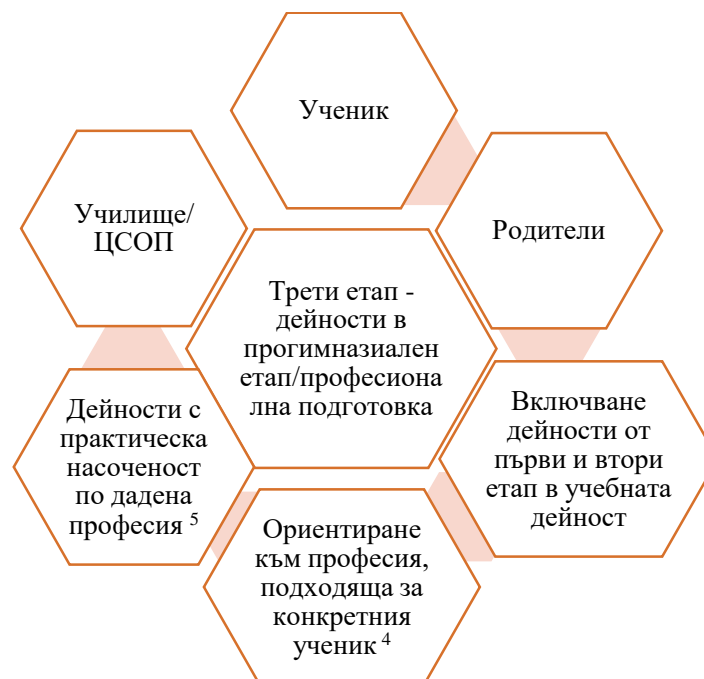 Ученик
Училище/
ЦСОП
Родители
Трети етап -
дейности в
прогимназиален
етап/професиона
лна подготовка
Дейности с
практическа
насоченост
по дадена
професия ⁵
Включване
дейности от
първи и втори
етап в учебната
дейност
Ориентиране
към професия,
подходяща за
конкретния
ученик ⁴